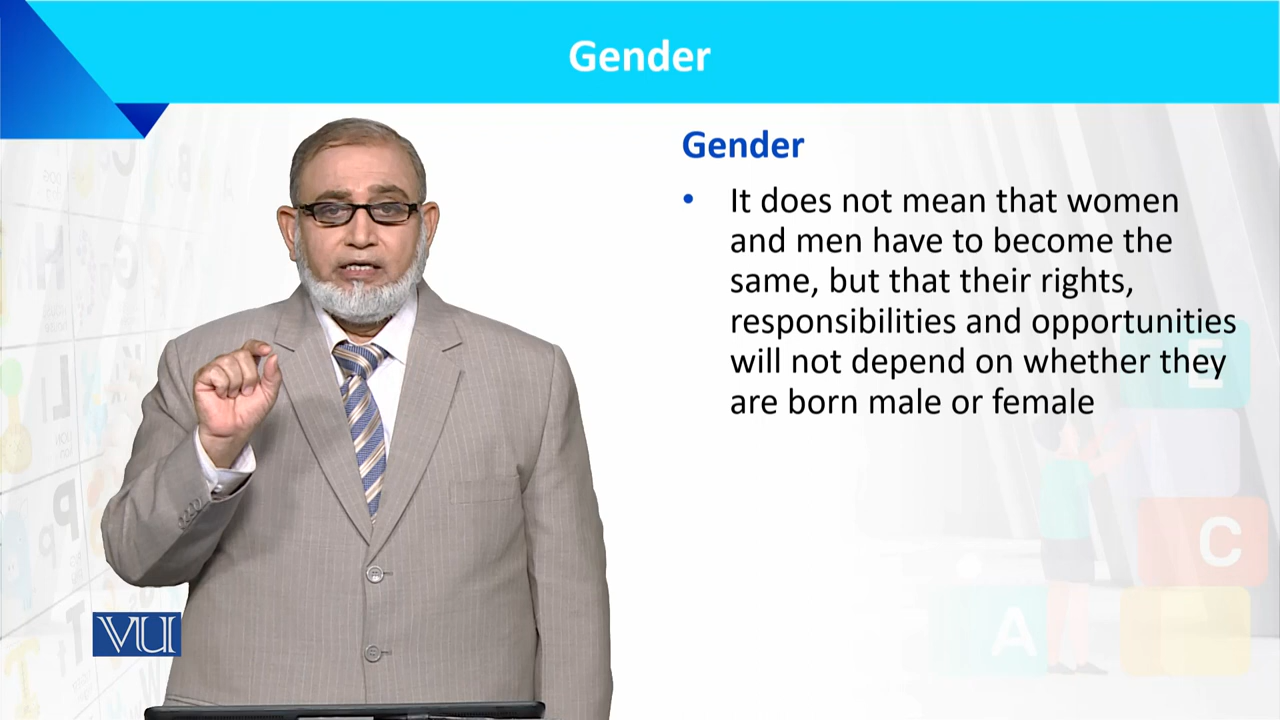 Gender
Gender
• It does not mean that women
and men have to become the
same, but that their rights,
responsibilities and opportunities
will not depend on whether they
are born male or female
E
C
A
VU